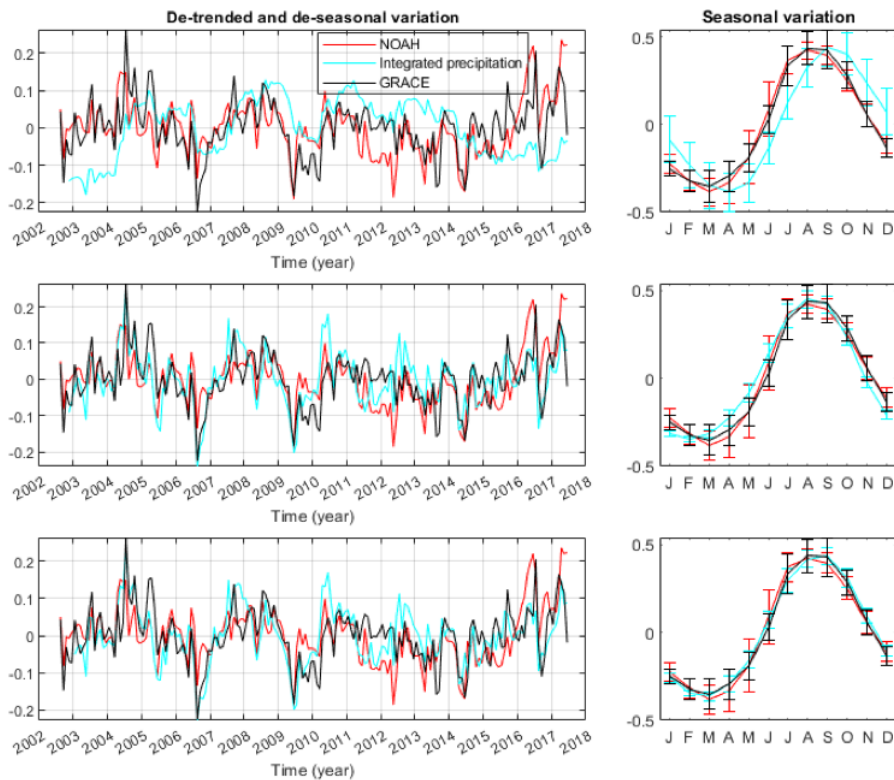 De-trended and de-seasonal variation
Seasonal variation
NOAH
Integrated precipitation
GRACE
0.2
0.1
0
-0.1
-0.2
2002 2003 2004 2005 2006 2007 2008 2009 2010 2011 2012 2013 2014 2015 2016 2017 2018
Time (year)
0.5
0
-0.5
J F M A M J J A S O N D
0.2
0.1
0
-0.1
-0.2
2002 2003 2004 2005 2006 2007 2008 2009 2010 2011 2012 2013 2014 2015 2016 2017 2018
Time (year)
0.5
0
-0.5
J F M A M J J A S O N D
0.2
0.1
0
-0.1
-0.2
2002 2003 2004 2005 2006 2007 2008 2009 2010 2011 2012 2013 2014 2015 2016 2017 2018
Time (year)
0.5
0
-0.5
J F M A M J J A S O N D